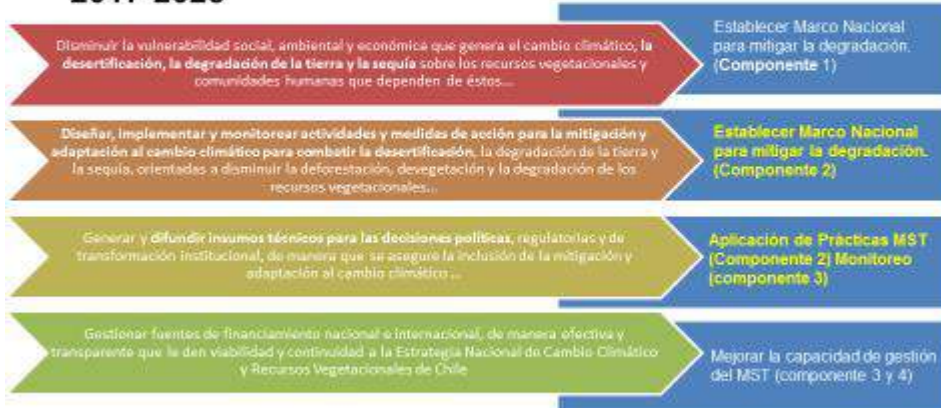 2017-2025
Disminuir la vulnerabilidad social, ambiental y económica que genera el cambio climático, la
desertificación, la degradación de la tierra y la sequía sobre los recursos vegetacionales y
comunidades humanas que dependen de éstos...
Establecer Marco Nacional
para mitigar la degradación.
(Componente 1)
Diseñar, implementar y monitorear actividades y medidas de acción para la mitigación y
adaptación al cambio climático para combatir la desertificación, la degradación de la tierra y
la sequía, orientadas a disminuir la deforestación, devegetación y la degradación de los
recursos vegetacionales...
Establecer Marco Nacional
para mitigar la degradación.
(Componente 2)
Generar y difundir insumos técnicos para las decisiones políticas, regulatorias y de
transformación institucional, de manera que se asegure la inclusión de la mitigación y
adaptación al cambio climático ...
Aplicación de Prácticas MST
(Componente 2) Monitoreo
(componente 3)
Gestionar fuentes de financiamiento nacional e internacional, de manera efectiva y
transparente que le den viabilidad y continuidad a la Estrategia Nacional de Cambio Climático
y Recursos Vegetacionales de Chile
Mejorar la capacidad de gestión
del MST (componente 3 y 4)